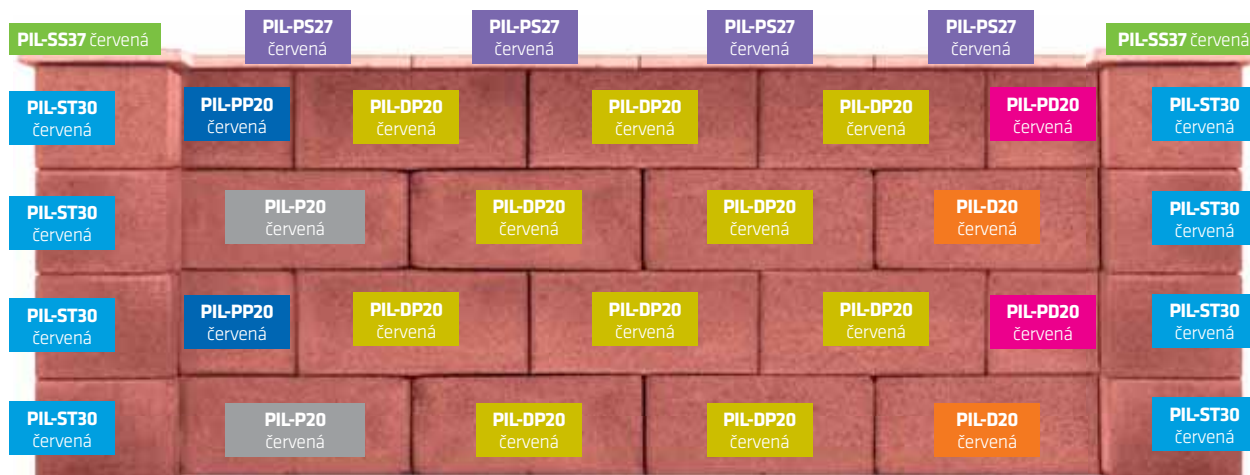 PIL-SS37 červená
PIL-PS27
červená
PIL-PS27
červená
PIL-PS27
červená
PIL-PS27
červená
PIL-SS37 červená
PIL-ST30
červená
PIL-PP20
červená
PIL-DP20
červená
PIL-DP20
červená
PIL-DP20
červená
PIL-PD20
červená
PIL-ST30
červená
PIL-ST30
červená
PIL-P20
červená
PIL-DP20
červená
PIL-DP20
červená
PIL-D20
červená
PIL-ST30
červená
PIL-ST30
červená
PIL-PP20
červená
PIL-DP20
červená
PIL-DP20
červená
PIL-DP20
červená
PIL-PD20
červená
PIL-ST30
červená
PIL-ST30
červená
PIL-P20
červená
PIL-DP20
červená
PIL-DP20
červená
PIL-D20
červená
PIL-ST30
červená